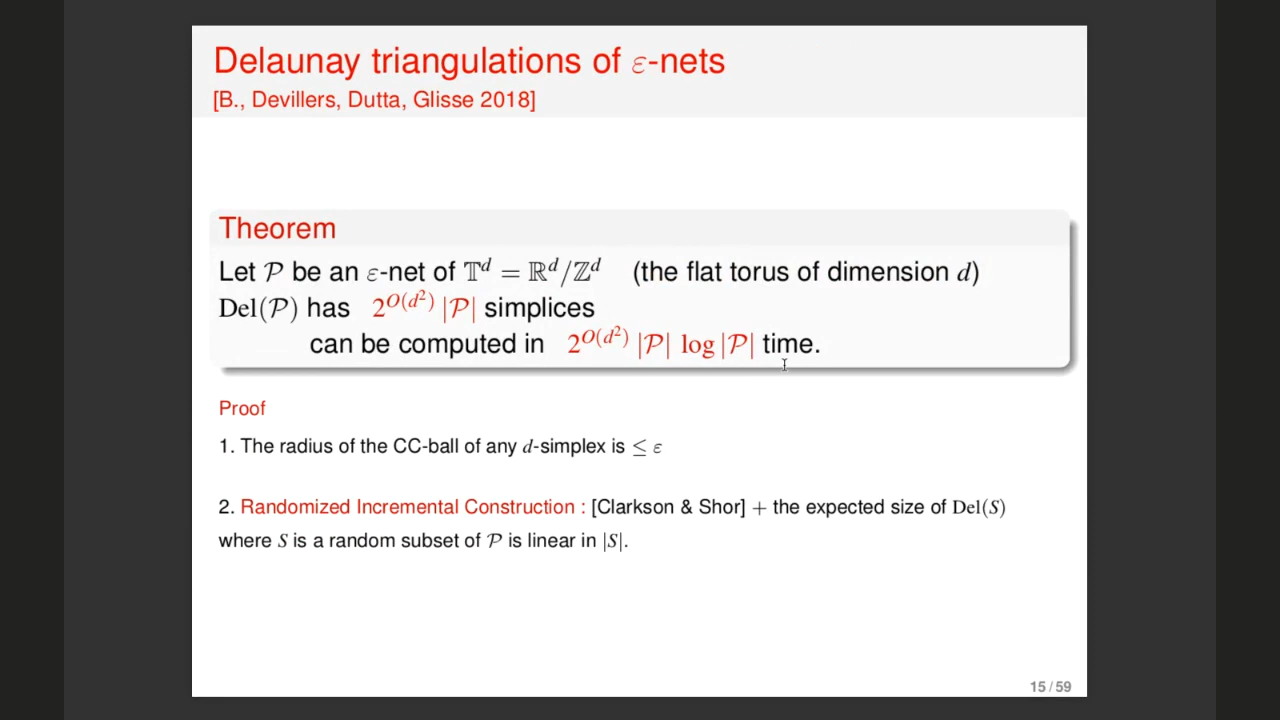 Delaunay triangulations of ε-nets
[B., Devillers, Dutta, Glisse 2018]
Theorem
Let 𝒫 be an ε-net of 𝕋^d = ℝ^d/ℤ^d (the flat torus of dimension d)
Del(𝒫) has 2^{O(d^2)} |𝒫| simplices
can be computed in 2^{O(d^2)} |𝒫| log |𝒫| time.
Proof
1. The radius of the CC-ball of any d-simplex is ≤ ε
2. Randomized Incremental Construction : [Clarkson & Shor] + the expected size of Del(S)
where S is a random subset of 𝒫 is linear in |S|.
15 / 59